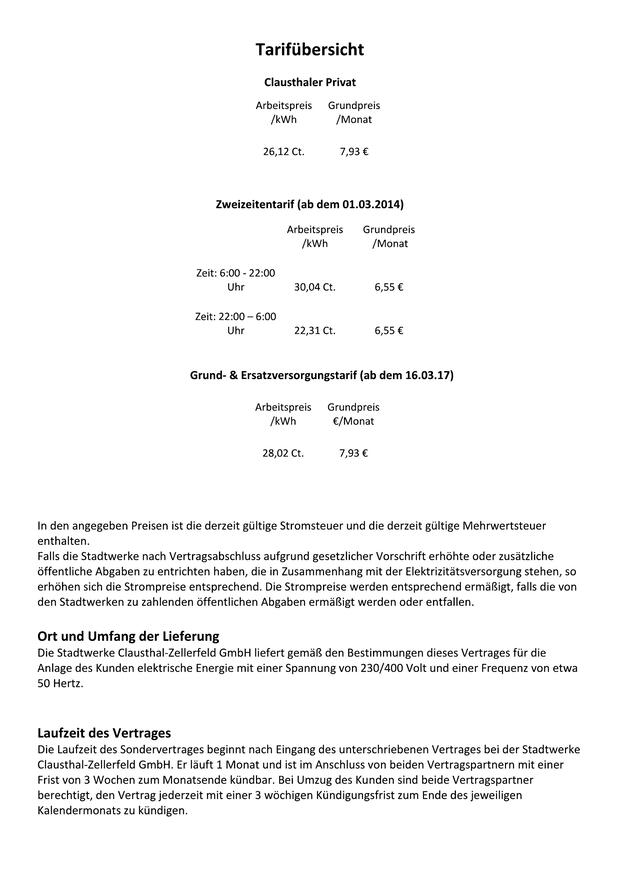 Tarifübersicht
Clausthaler Privat
Arbeitspreis Grundpreis
/kWh /Monat
26,12 Ct. 7,93 €
Zweizeitentarif (ab dem 01.03.2014)
Arbeitspreis Grundpreis
/kWh /Monat
Zeit: 6:00 - 22:00
Uhr 30,04 Ct. 6,55 €
Zeit: 22:00 – 6:00
Uhr 22,31 Ct. 6,55 €
Grund- & Ersatzversorgungstarif (ab dem 16.03.17)
Arbeitspreis Grundpreis
/kWh €/Monat
28,02 Ct. 7,93 €
In den angegeben Preisen ist die derzeit gültige Stromsteuer und die derzeit gültige Mehrwertsteuer
enthalten.
Falls die Stadtwerke nach Vertragsabschluss aufgrund gesetzlicher Vorschrift erhöhte oder zusätzliche
öffentliche Abgaben zu entrichten haben, die in Zusammenhang mit der Elektrizitätsversorgung stehen, so
erhöhen sich die Strompreise entsprechend. Die Strompreise werden entsprechend ermäßigt, falls die von
den Stadtwerken zu zahlenden öffentlichen Abgaben ermäßigt werden oder entfallen.
Ort und Umfang der Lieferung
Die Stadtwerke Clausthal-Zellerfeld GmbH liefert gemäß den Bestimmungen dieses Vertrages für die
Anlage des Kunden elektrische Energie mit einer Spannung von 230/400 Volt und einer Frequenz von etwa
50 Hertz.
Laufzeit des Vertrages
Die Laufzeit des Sondervertrages beginnt nach Eingang des unterschriebenen Vertrages bei der Stadtwerke
Clausthal-Zellerfeld GmbH. Er läuft 1 Monat und ist im Anschluss von beiden Vertragspartnern mit einer
Frist von 3 Wochen zum Monatsende kündbar. Bei Umzug des Kunden sind beide Vertragspartner
berechtigt, den Vertrag jederzeit mit einer 3 wöchigen Kündigungsfrist zum Ende des jeweiligen
Kalendermonats zu kündigen.